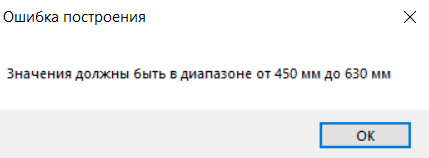 Ошибка построения
Значения должны быть в диапазоне от 450 мм до 630 мм
OK